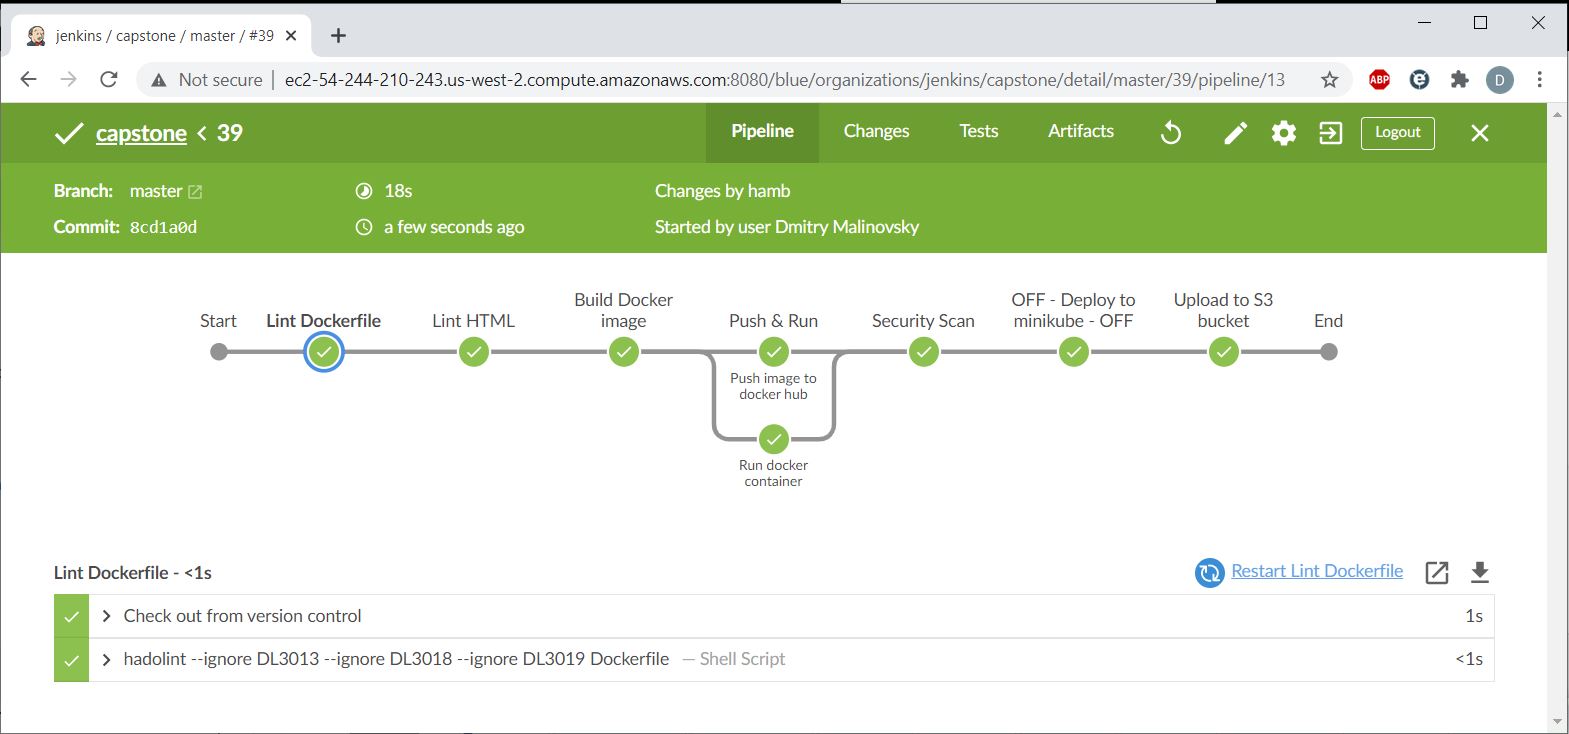 jenkins / capstone / master / #39
Not secure
ec2-54-244-210-243.us-west-2.compute.amazonaws.com:8080/blue/organizations/jenkins/capstone/detail/master/39/pipeline/13
ABP
D
capstone < 39
Pipeline
Changes
Tests
Artifacts
Logout
Branch: master
18s
Changes by hamb
Commit: 8cd1a0d
a few seconds ago
Started by user Dmitry Malinovsky
Start
Lint Dockerfile
Lint HTML
Build Docker
image
Push & Run
Security Scan
OFF - Deploy to
minikube - OFF
Upload to S3
bucket
End
Push image to
docker hub
Run docker
container
Lint Dockerfile - <1s
Restart Lint Dockerfile
Check out from version control
1s
hadolint --ignore DL3013 --ignore DL3018 --ignore DL3019 Dockerfile — Shell Script
<1s